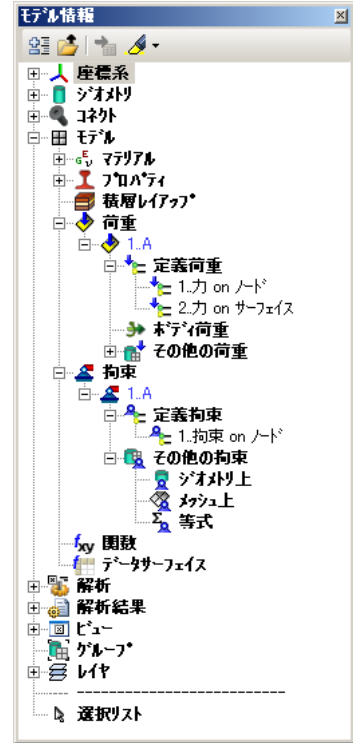 モデル情報
座標系
ジオメトリ
コネクト
モデル
マテリアル
プロパティ
積層レイアップ
荷重
1..A
定義荷重
1..力 on ノード
2..力 on サーフェイス
ボディ荷重
その他の荷重
拘束
1..A
定義拘束
1..拘束 on ノード
その他の拘束
ジオメトリ上
メッシュ上
等式
関数
データサーフェイス
解析
解析結果
ビュー
グループ
レイヤ
選択リスト